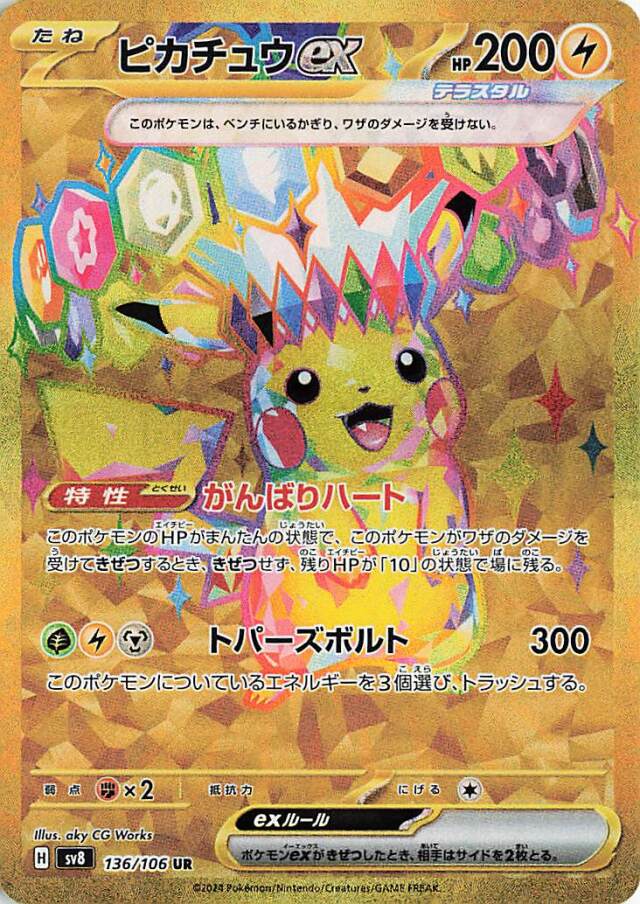 たね
ピカチュウex
HP 200
テラスタル
このポケモンは、ベンチにいるかぎり、ワザのダメージを受けない。
特性 がんばりハート
このポケモンのHPがまんたんの状態で、このポケモンがワザのダメージを
受けてきぜつするとき、きぜつせず、残りHPが「10」の状態で場に残る。
トパーズボルト 300
このポケモンについているエネルギーを3個選び、トラッシュする。
弱点 ×2 抵抗力 にげる
exルール
ポケモンexがきぜつしたとき、相手はサイドを2枚とる。
Illus. aky CG Works
H sv8 136/106 UR
©2024 Pokémon/Nintendo/Creatures/GAME FREAK.